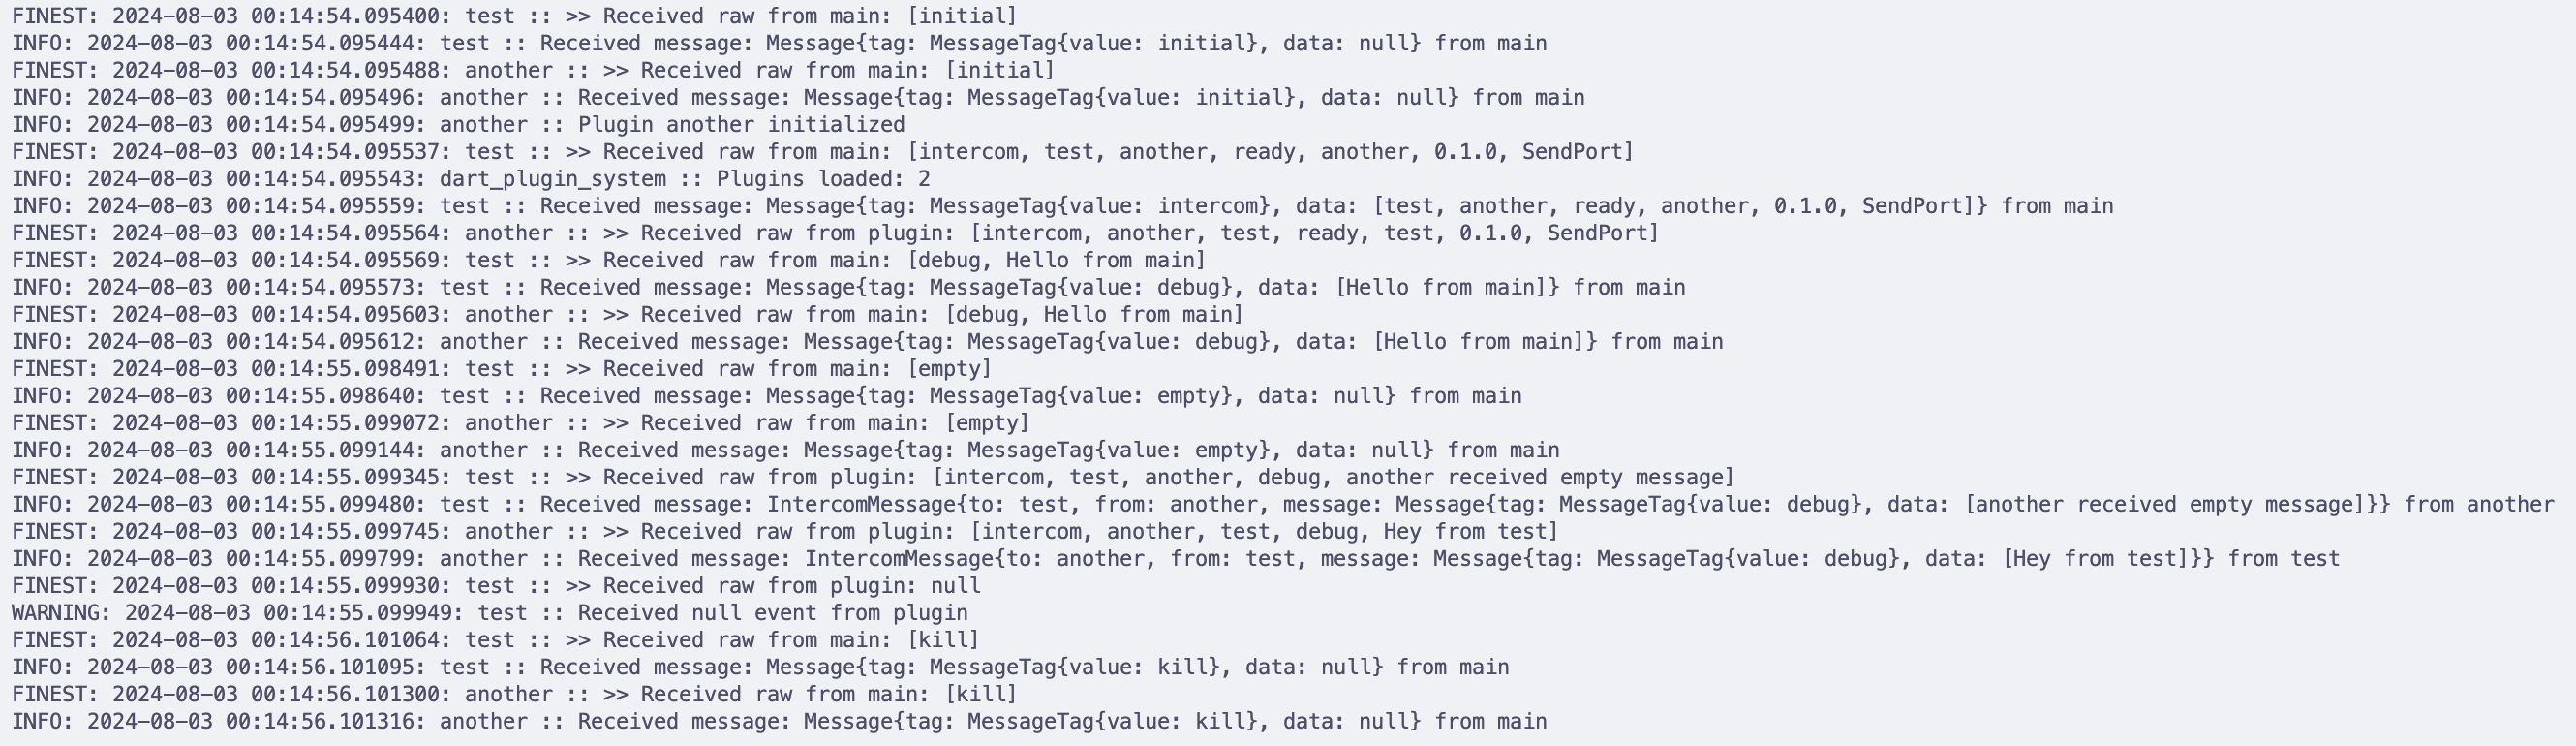 FINEST: 2024-08-03 00:14:54.095400: test :: >> Received raw from main: [initial]
INFO: 2024-08-03 00:14:54.095444: test :: Received message: Message{tag: MessageTag{value: initial}, data: null} from main
FINEST: 2024-08-03 00:14:54.095488: another :: >> Received raw from main: [initial]
INFO: 2024-08-03 00:14:54.095496: another :: Received message: Message{tag: MessageTag{value: initial}, data: null} from main
INFO: 2024-08-03 00:14:54.095499: another :: Plugin another initialized
FINEST: 2024-08-03 00:14:54.095537: test :: >> Received raw from main: [intercom, test, another, ready, another, 0.1.0, SendPort]
INFO: 2024-08-03 00:14:54.095543: dart_plugin_system :: Plugins loaded: 2
INFO: 2024-08-03 00:14:54.095559: test :: Received message: Message{tag: MessageTag{value: intercom}, data: [test, another, ready, another, 0.1.0, SendPort]} from main
FINEST: 2024-08-03 00:14:54.095564: another :: >> Received raw from plugin: [intercom, another, test, ready, test, 0.1.0, SendPort]
FINEST: 2024-08-03 00:14:54.095569: test :: >> Received raw from main: [debug, Hello from main]
INFO: 2024-08-03 00:14:54.095573: test :: Received message: Message{tag: MessageTag{value: debug}, data: [Hello from main]} from main
FINEST: 2024-08-03 00:14:54.095603: another :: >> Received raw from main: [debug, Hello from main]
INFO: 2024-08-03 00:14:54.095612: another :: Received message: Message{tag: MessageTag{value: debug}, data: [Hello from main]} from main
FINEST: 2024-08-03 00:14:55.098491: test :: >> Received raw from main: [empty]
INFO: 2024-08-03 00:14:55.098640: test :: Received message: Message{tag: MessageTag{value: empty}, data: null} from main
FINEST: 2024-08-03 00:14:55.099072: another :: >> Received raw from main: [empty]
INFO: 2024-08-03 00:14:55.099144: another :: Received message: Message{tag: MessageTag{value: empty}, data: null} from main
FINEST: 2024-08-03 00:14:55.099345: test :: >> Received raw from plugin: [intercom, test, another, debug, another received empty message]
INFO: 2024-08-03 00:14:55.099480: test :: Received message: IntercomMessage{to: test, from: another, message: Message{tag: MessageTag{value: debug}, data: [another received empty message]}} from another
FINEST: 2024-08-03 00:14:55.099745: another :: >> Received raw from plugin: [intercom, another, test, debug, Hey from test]
INFO: 2024-08-03 00:14:55.099799: another :: Received message: IntercomMessage{to: another, from: test, message: Message{tag: MessageTag{value: debug}, data: [Hey from test]}} from test
FINEST: 2024-08-03 00:14:55.099930: test :: >> Received raw from plugin: null
WARNING: 2024-08-03 00:14:55.099949: test :: Received null event from plugin
FINEST: 2024-08-03 00:14:56.101064: test :: >> Received raw from main: [kill]
INFO: 2024-08-03 00:14:56.101095: test :: Received message: Message{tag: MessageTag{value: kill}, data: null} from main
FINEST: 2024-08-03 00:14:56.101300: another :: >> Received raw from main: [kill]
INFO: 2024-08-03 00:14:56.101316: another :: Received message: Message{tag: MessageTag{value: kill}, data: null} from main